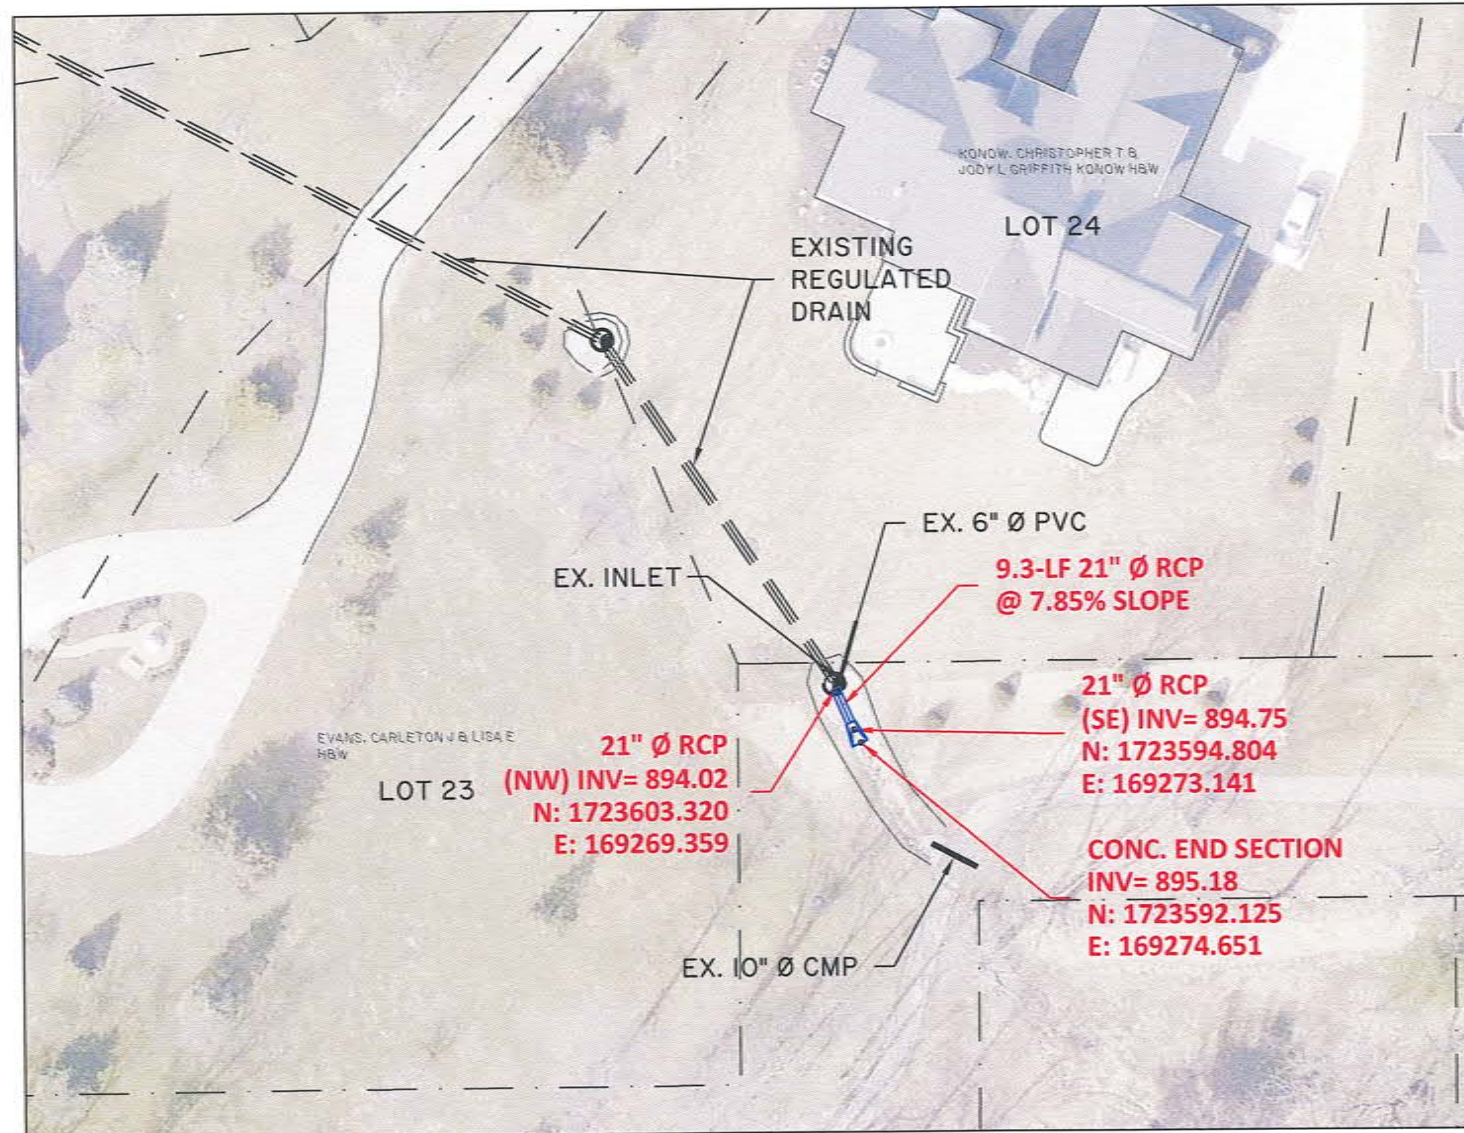 KONOW, CHRISTOPHER T &
JODY L GRIFFITH KONOW H&W
LOT 24
EXISTING
REGULATED
DRAIN
EX. 6" Ø PVC
9.3-LF 21" Ø RCP
@ 7.85% SLOPE
EX. INLET
21" Ø RCP
(SE) INV= 894.75
N: 1723594.804
E: 169273.141
EVANS, CARLETON J & LISA E
H&W
LOT 23
21" Ø RCP
(NW) INV= 894.02
N: 1723603.320
E: 169269.359
CONC. END SECTION
INV= 895.18
N: 1723592.125
E: 169274.651
EX. 10" Ø CMP